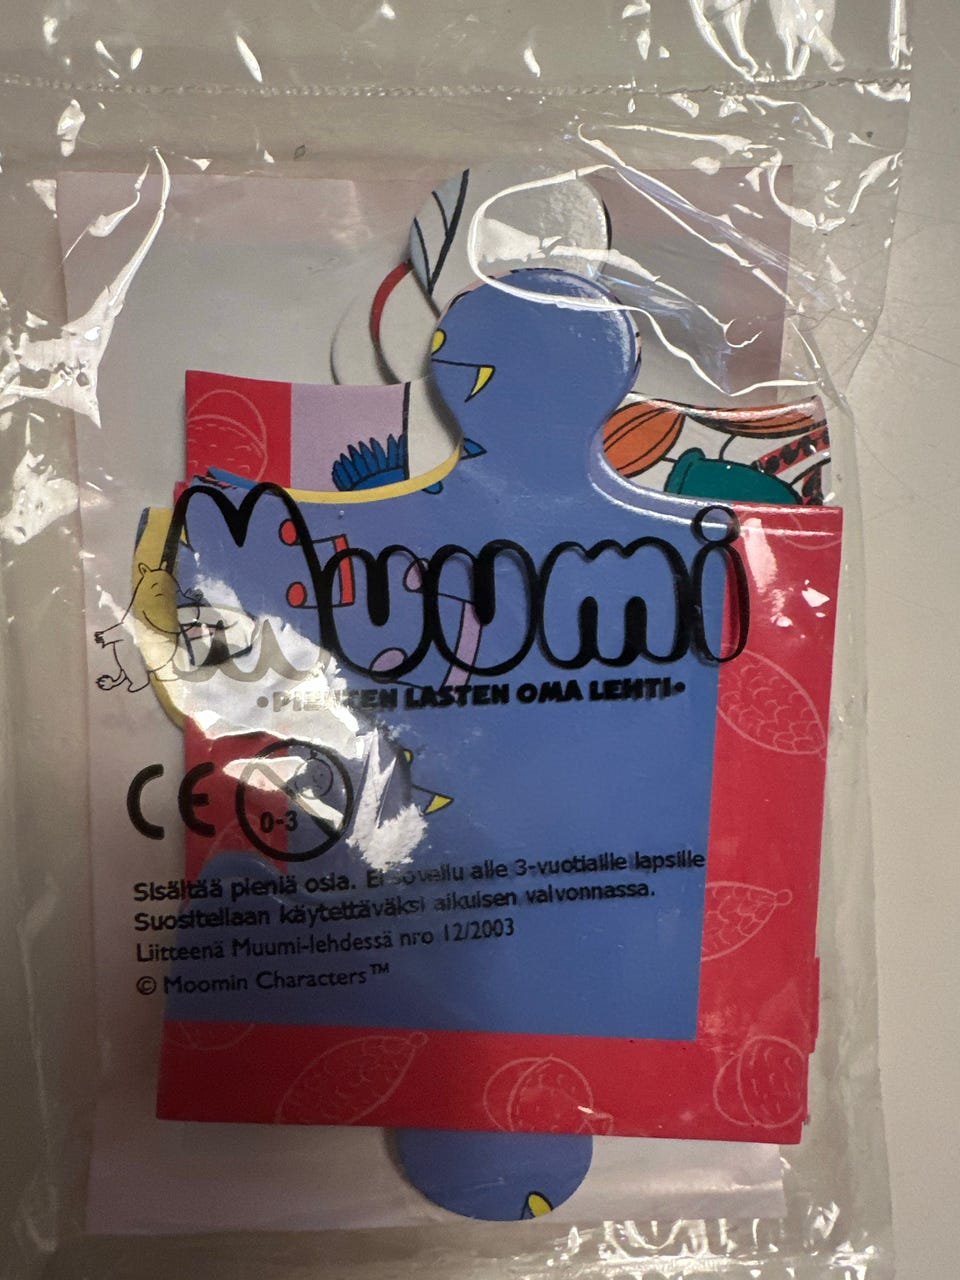 Muumi
•PIENTEN LASTEN OMA LEHTI•
CE
0-3
Sisältää pieniä osia. Ei sovellu alle 3-vuotiaille lapsille
Suositellaan käytettäväksi aikuisen valvonnassa.
Liitteenä Muumi-lehdessä nro 12/2003
© Moomin Characters™